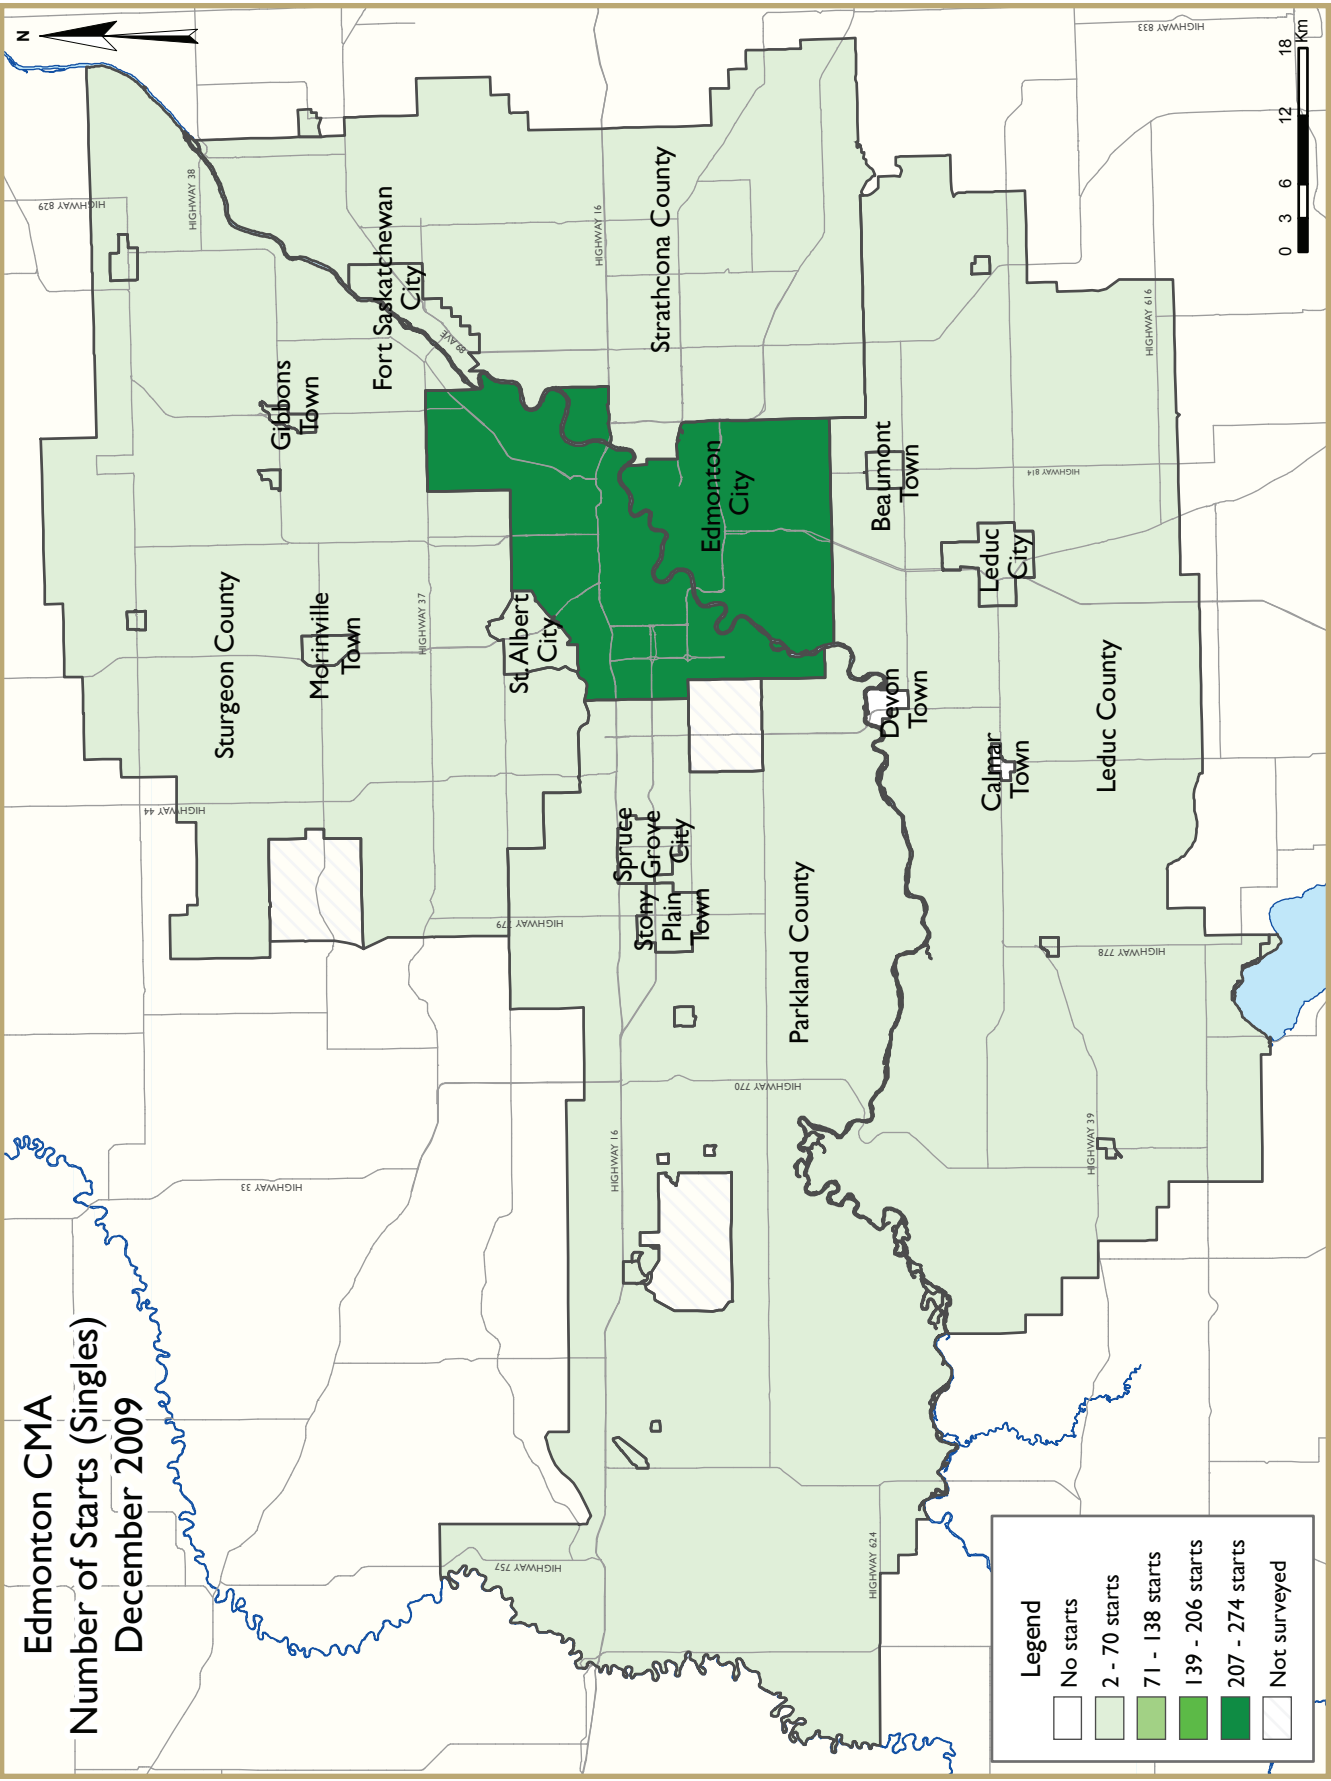 Edmonton CMA
Number of Starts (Singles)
December 2009
N
HIGHWAY 829
HIGHWAY 38
HIGHWAY 833
HIGHWAY 44
HIGHWAY 33
HIGHWAY 37
HIGHWAY 779
HIGHWAY 757
HIGHWAY 16
HIGHWAY 16
89 AVE
HIGHWAY 770
HIGHWAY 624
HIGHWAY 814
HIGHWAY 616
HIGHWAY 778
HIGHWAY 39
Sturgeon County
Gibbons
Town
Morinville
Town
Fort Saskatchewan
City
St. Albert
City
Strathcona County
Edmonton
City
Spruce
Grove
City
Stony
Plain
Town
Parkland County
Beaumont
Town
Devon
Town
Leduc
City
Calmar
Town
Leduc County
Legend
No starts
2 - 70 starts
71 - 138 starts
139 - 206 starts
207 - 274 starts
Not surveyed
0 3 6 12 18
Km